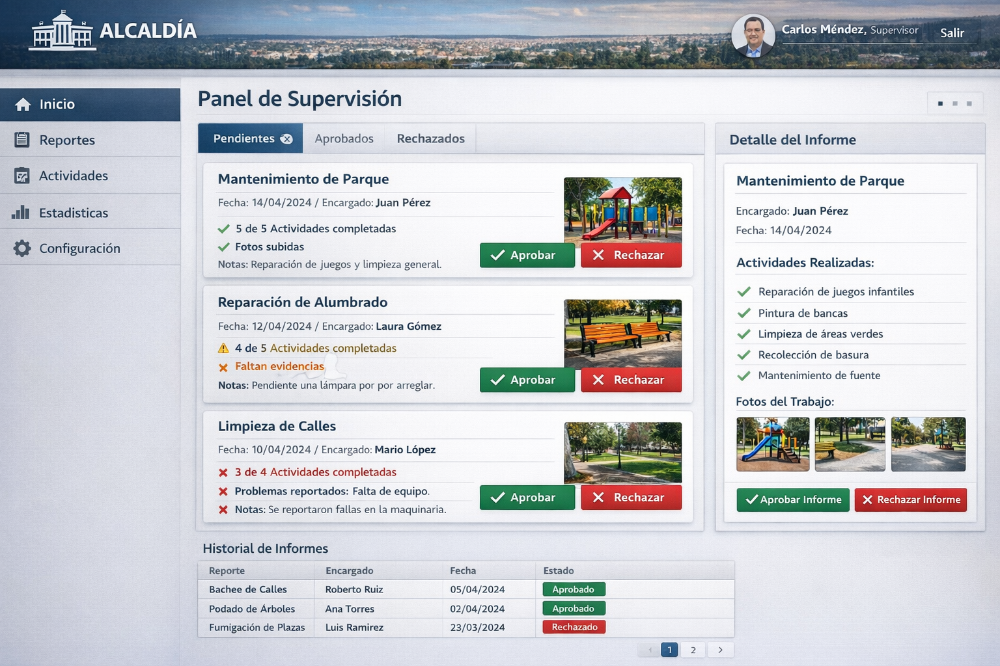 ALCALDÍA
Carlos Méndez, Supervisor
Salir
Inicio
Reportes
Actividades
Estadisticas
Configuración
Panel de Supervisión
Pendientes
Aprobados
Rechazados
Mantenimiento de Parque
Fecha: 14/04/2024 / Encargado: Juan Pérez
5 de 5 Actividades completadas
Fotos subidas
Notas: Reparación de juegos y limpieza general.
Aprobar
Rechazar
Reparación de Alumbrado
Fecha: 12/04/2024 / Encargado: Laura Gómez
4 de 5 Actividades completadas
Faltan evidencias
Notas: Pendiente una lámpara por por arreglar.
Aprobar
Rechazar
Limpieza de Calles
Fecha: 10/04/2024 / Encargado: Mario López
3 de 4 Actividades completadas
Problemas reportados: Falta de equipo.
Notas: Se reportaron fallas en la maquinaria.
Aprobar
Rechazar
Detalle del Informe
Mantenimiento de Parque
Encargado: Juan Pérez
Fecha: 14/04/2024
Actividades Realizadas:
Reparación de juegos infantiles
Pintura de bancas
Limpieza de áreas verdes
Recolección de basura
Mantenimiento de fuente
Fotos del Trabajo:
Aprobar Informe
Rechazar Informe
Historial de Informes
Reporte Encargado Fecha Estado
Bachee de Calles Roberto Ruiz 05/04/2024 Aprobado
Podado de Árboles Ana Torres 02/04/2024 Aprobado
Fumigación de Plazas Luis Ramirez 23/03/2024 Rechazado
1 2